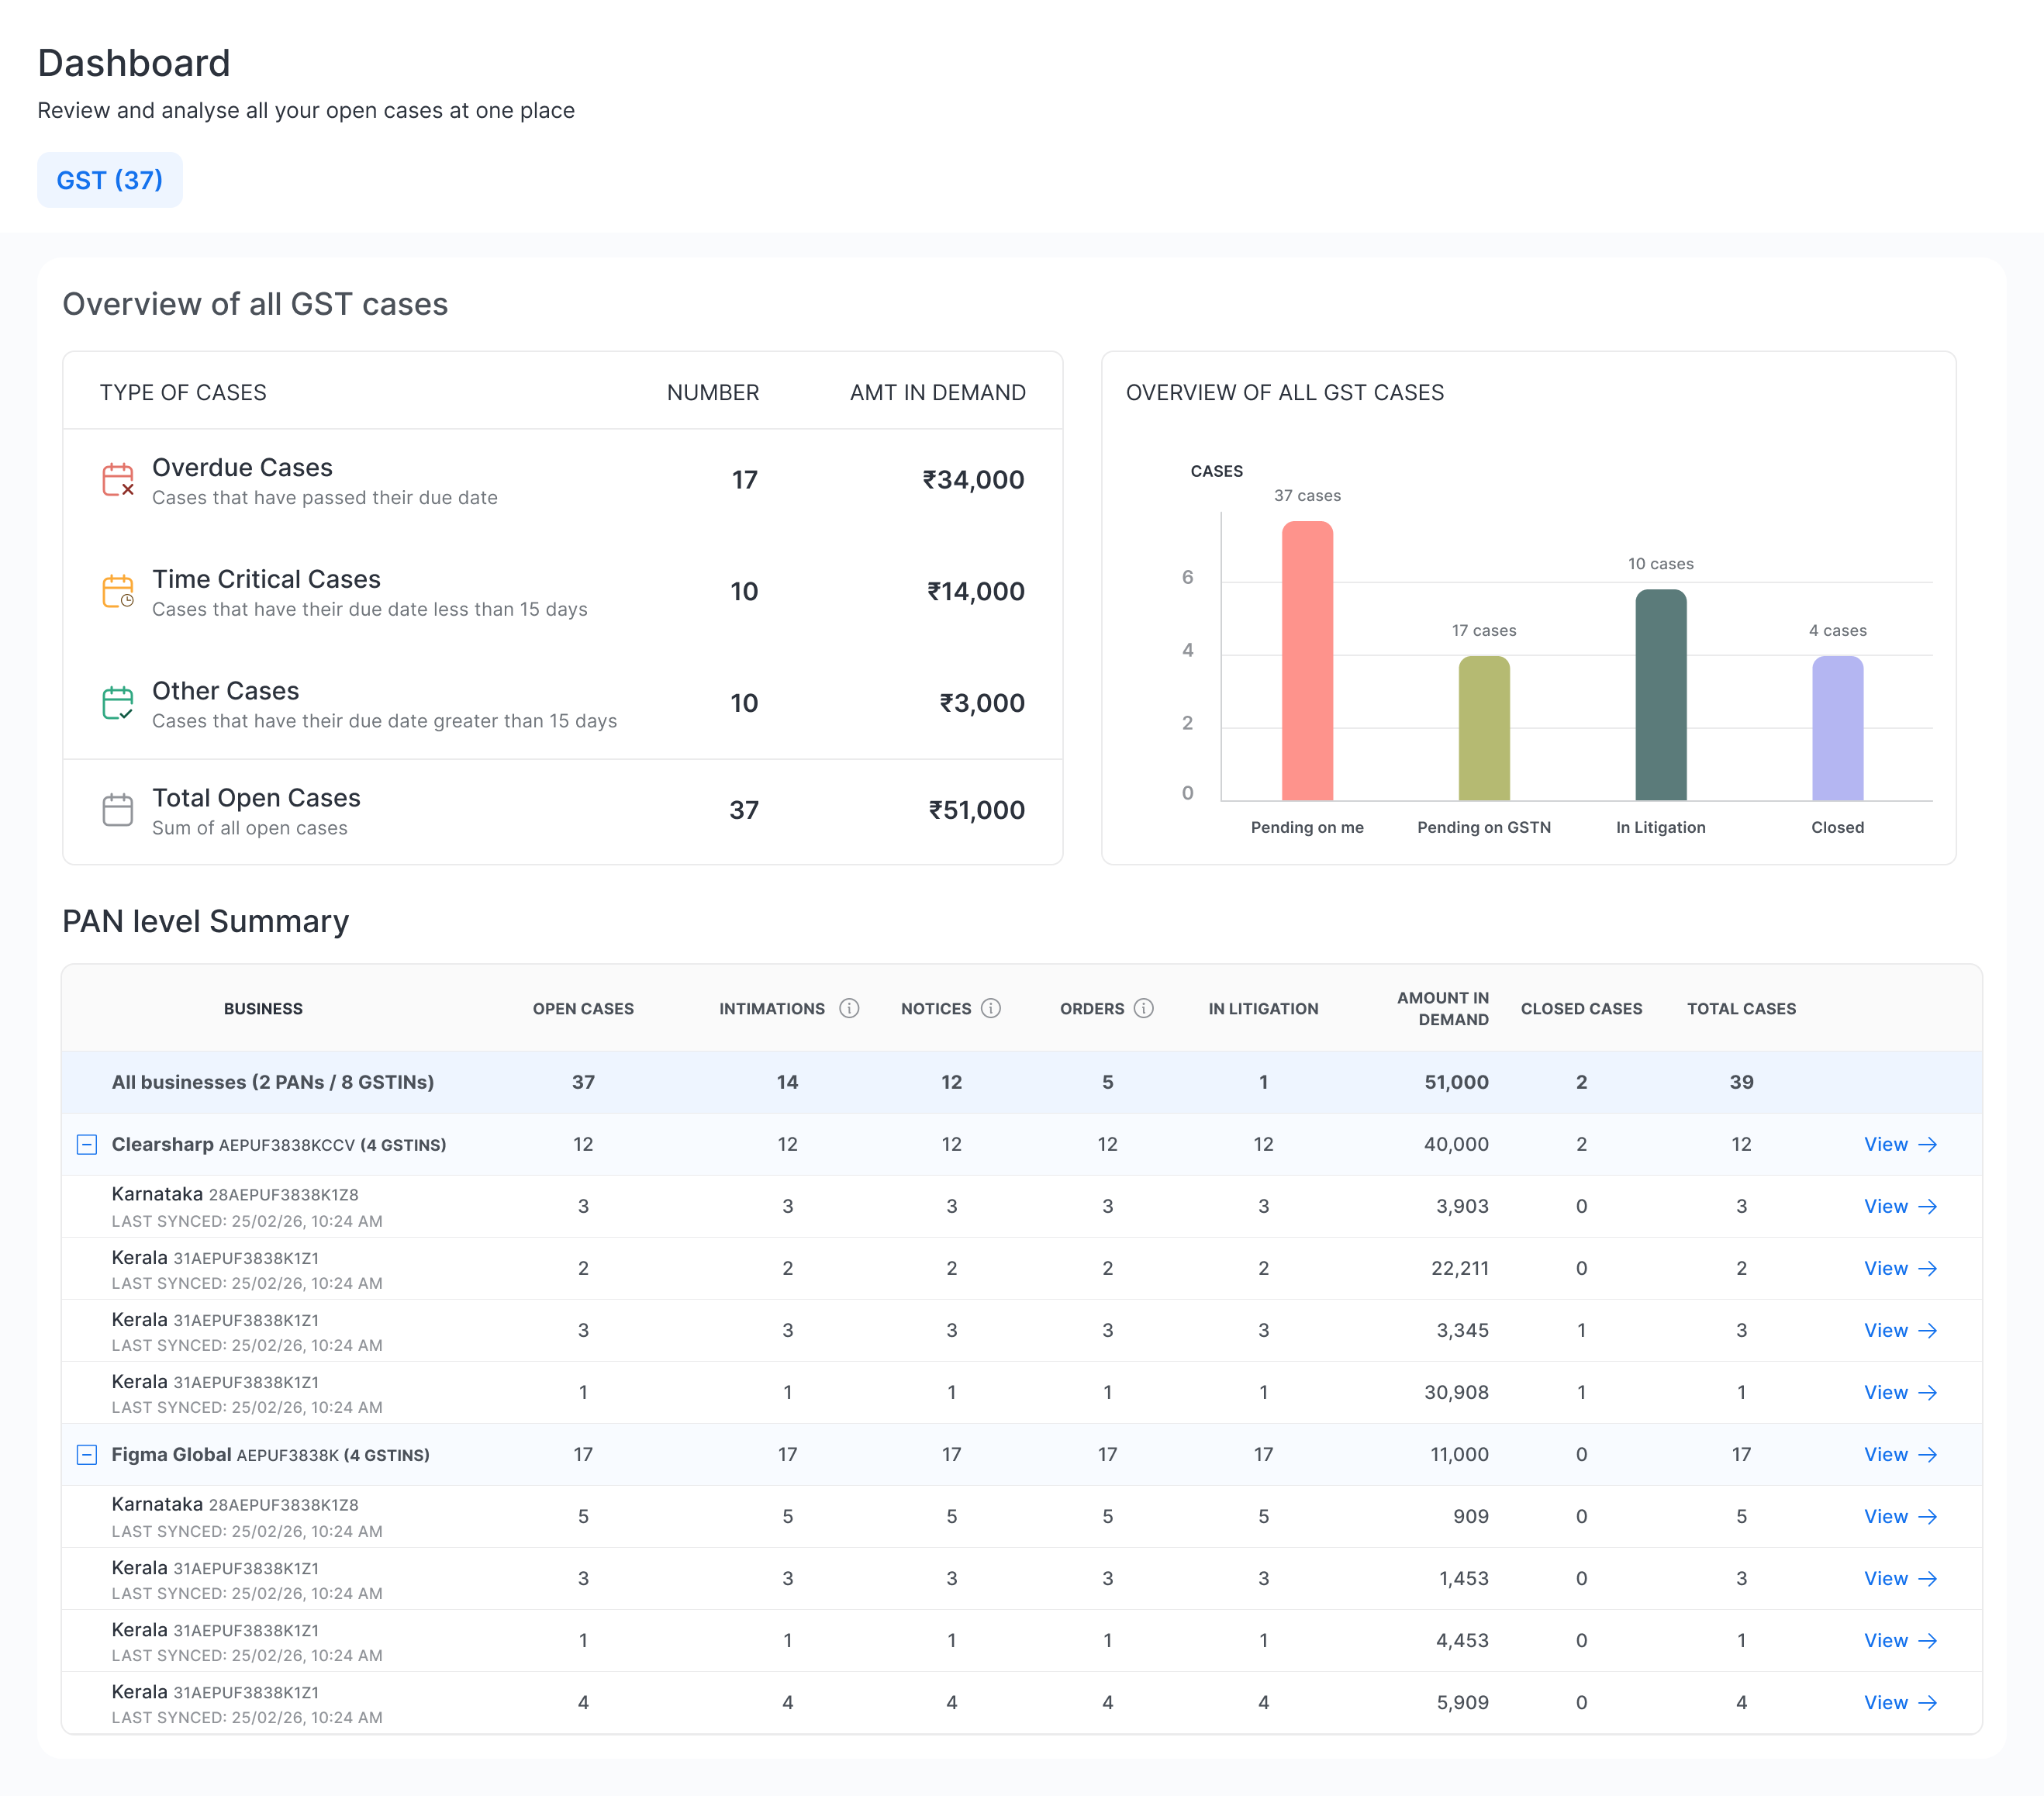 Dashboard
Review and analyse all your open cases at one place
GST (37)
Overview of all GST cases
TYPE OF CASES NUMBER AMT IN DEMAND
Overdue Cases 17 ₹34,000
Cases that have passed their due date
Time Critical Cases 10 ₹14,000
Cases that have their due date less than 15 days
Other Cases 10 ₹3,000
Cases that have their due date greater than 15 days
Total Open Cases 37 ₹51,000
Sum of all open cases
OVERVIEW OF ALL GST CASES
CASES
37 cases
10 cases
6
17 cases
4 cases
4
2
0
Pending on me Pending on GSTN In Litigation Closed
PAN level Summary
BUSINESS OPEN CASES INTIMATIONS NOTICES ORDERS IN LITIGATION AMOUNT IN DEMAND CLOSED CASES TOTAL CASES
All businesses (2 PANs / 8 GSTINs) 37 14 12 5 1 51,000 2 39
Clearsharp AEPUF3838KCCV (4 GSTINS) 12 12 12 12 12 40,000 2 12 View
Karnataka 28AEPUF3838K1Z8 3 3 3 3 3 3,903 0 3 View
LAST SYNCED: 25/02/26, 10:24 AM
Kerala 31AEPUF3838K1Z1 2 2 2 2 2 22,211 0 2 View
LAST SYNCED: 25/02/26, 10:24 AM
Kerala 31AEPUF3838K1Z1 3 3 3 3 3 3,345 1 3 View
LAST SYNCED: 25/02/26, 10:24 AM
Kerala 31AEPUF3838K1Z1 1 1 1 1 1 30,908 1 1 View
LAST SYNCED: 25/02/26, 10:24 AM
Figma Global AEPUF3838K (4 GSTINS) 17 17 17 17 17 11,000 0 17 View
Karnataka 28AEPUF3838K1Z8 5 5 5 5 5 909 0 5 View
LAST SYNCED: 25/02/26, 10:24 AM
Kerala 31AEPUF3838K1Z1 3 3 3 3 3 1,453 0 3 View
LAST SYNCED: 25/02/26, 10:24 AM
Kerala 31AEPUF3838K1Z1 1 1 1 1 1 4,453 0 1 View
LAST SYNCED: 25/02/26, 10:24 AM
Kerala 31AEPUF3838K1Z1 4 4 4 4 4 5,909 0 4 View
LAST SYNCED: 25/02/26, 10:24 AM